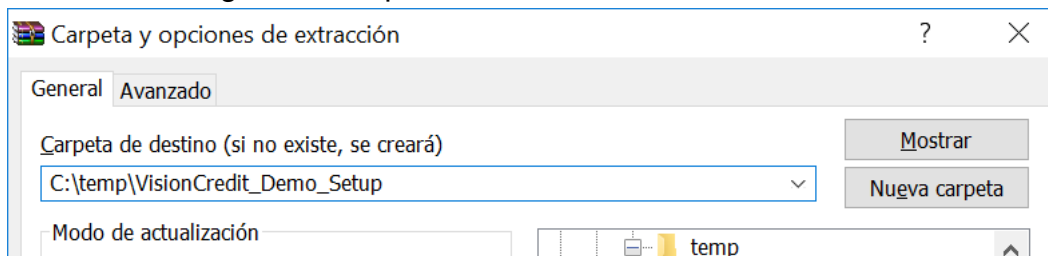 Carpeta y opciones de extracción
?
General Avanzado
Carpeta de destino (si no existe, se creará)
Mostrar
C:\temp\VisionCredit_Demo_Setup
Nueva carpeta
Modo de actualización
temp